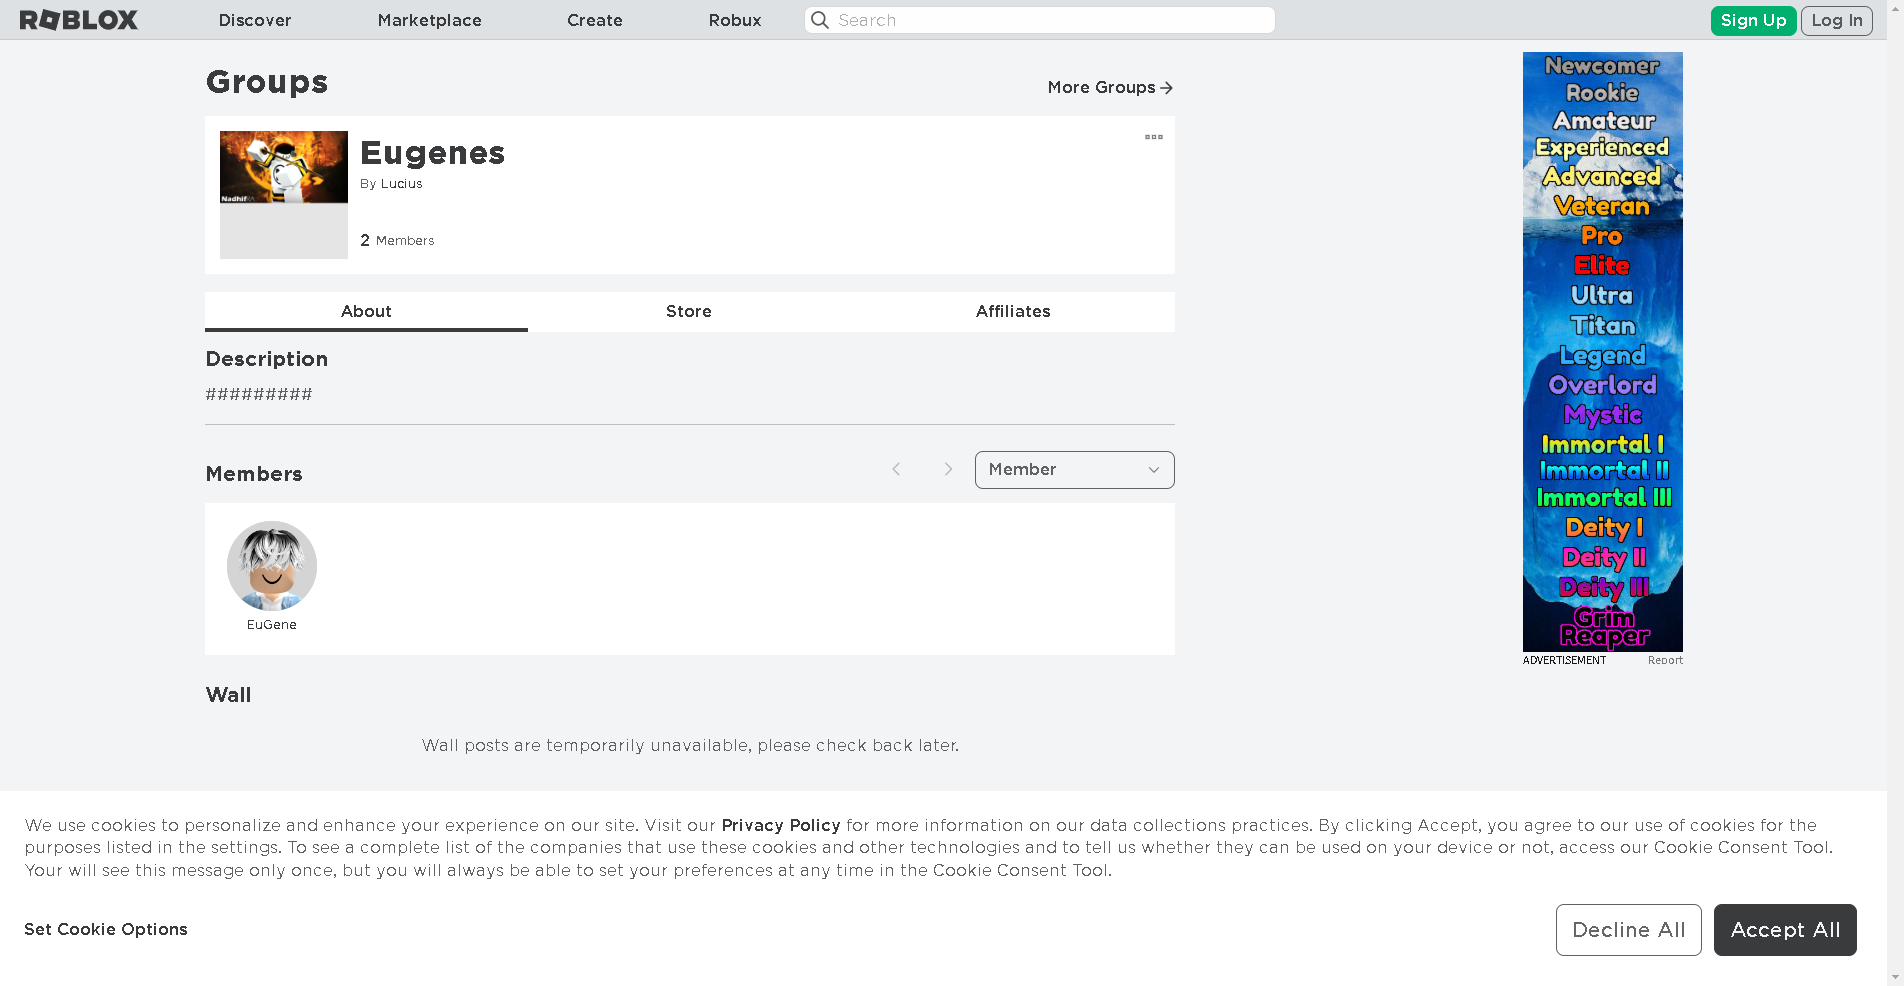 ROBLOX Discover Marketplace Create Robux Search Sign Up Log In
Groups
More Groups
Eugenes
By Lucius
Nadhif
2 Members
About Store Affiliates
Description
#########
Members
Member
EuGene
Wall
Wall posts are temporarily unavailable, please check back later.
Newcomer
Rookie
Amateur
Experienced
Advanced
Veteran
Pro
Elite
Ultra
Titan
Legend
Overlord
Mystic
Immortal I
Immortal II
Immortal III
Deity I
Deity II
Deity III
Grim
Reaper
ADVERTISEMENT Report
We use cookies to personalize and enhance your experience on our site. Visit our Privacy Policy for more information on our data collections practices. By clicking Accept, you agree to our use of cookies for the
purposes listed in the settings. To see a complete list of the companies that use these cookies and other technologies and to tell us whether they can be used on your device or not, access our Cookie Consent Tool.
Your will see this message only once, but you will always be able to set your preferences at any time in the Cookie Consent Tool.
Set Cookie Options
Decline All Accept All